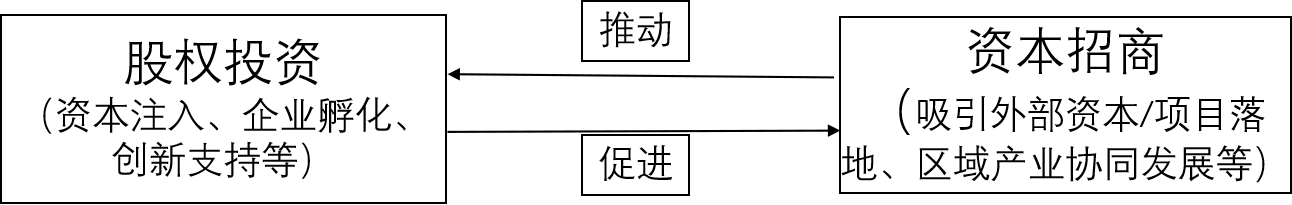 股权投资
（资本注入、企业孵化、
创新支持等）
推动
促进
资本招商
（吸引外部资本/项目落
地、区域产业协同发展等）